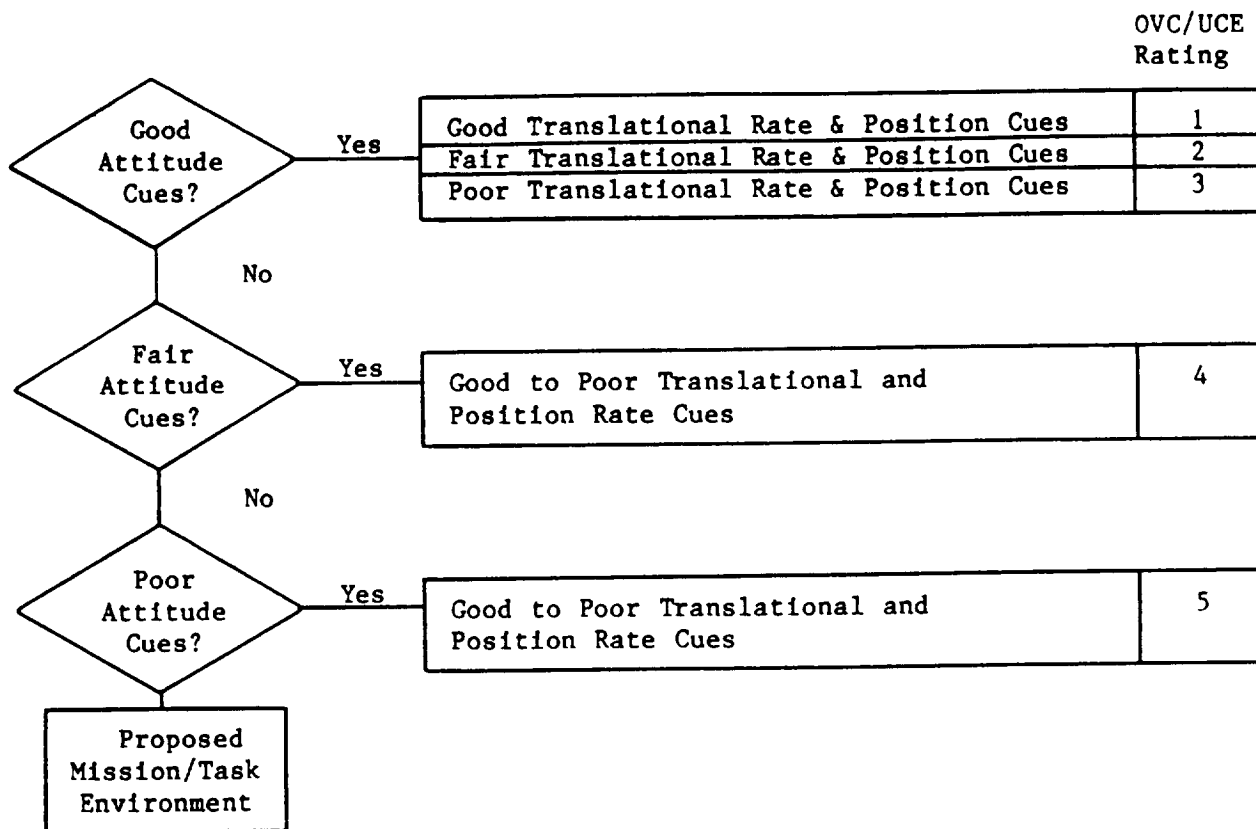 OVC/UCE
Rating
Good
Attitude
Cues?
Yes
Good Translational Rate & Position Cues 1
Fair Translational Rate & Position Cues 2
Poor Translational Rate & Position Cues 3
No
Fair
Attitude
Cues?
Yes
Good to Poor Translational and
Position Rate Cues
4
No
Poor
Attitude
Cues?
Yes
Good to Poor Translational and
Position Rate Cues
5
Proposed
Mission/Task
Environment